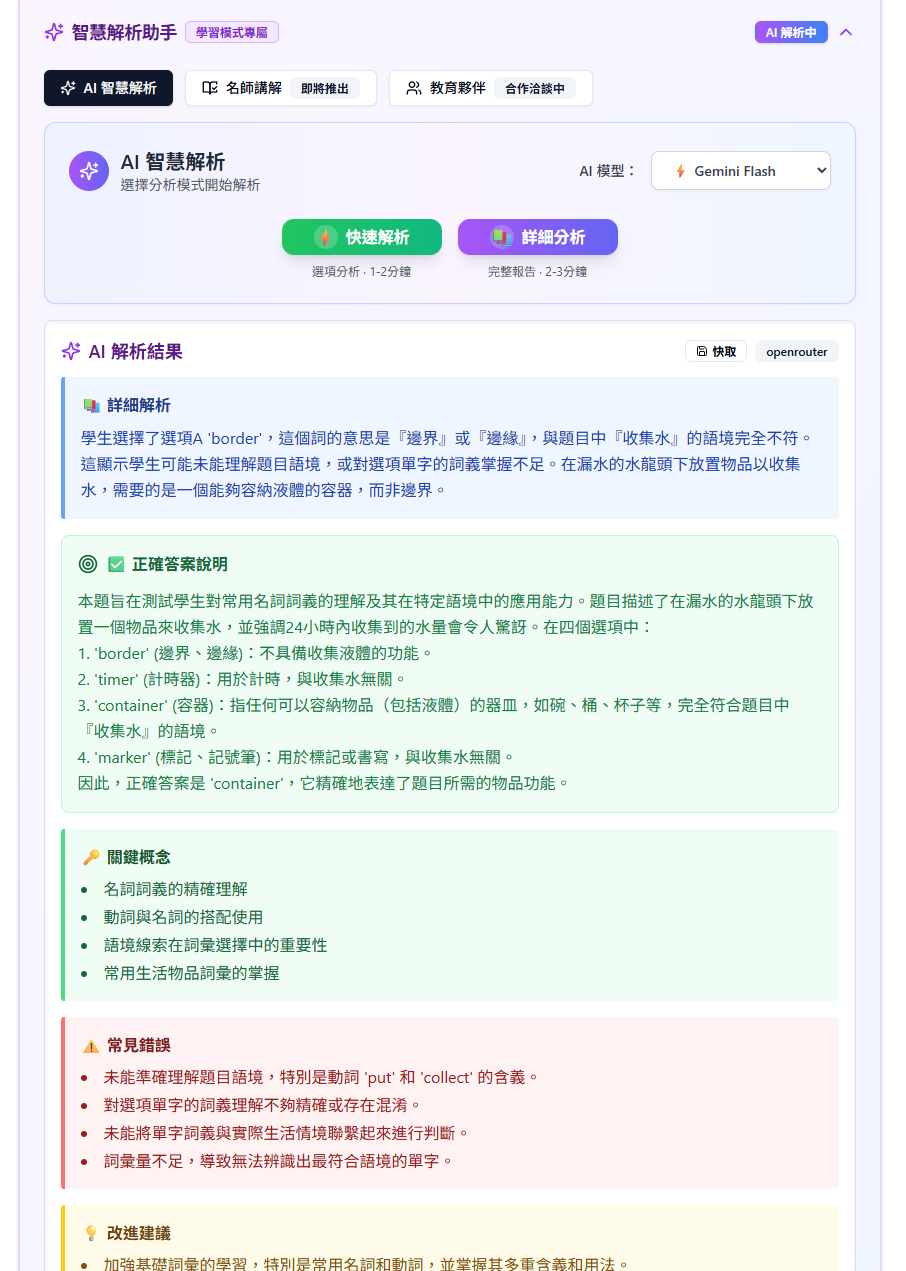 智慧解析助手 學習模式專屬 AI 解析中
AI 智慧解析 名師講解 即將推出 教育夥伴 合作洽談中
AI 智慧解析
選擇分析模式開始解析
AI 模型： Gemini Flash
快速解析 詳細分析
選項分析 · 1-2分鐘 完整報告 · 2-3分鐘
AI 解析結果 快取 openrouter
詳細解析
學生選擇了選項A 'border'，這個詞的意思是『邊界』或『邊緣』，與題目中『收集水』的語境完全不符。
這顯示學生可能未能理解題目語境，或對選項單字的詞義掌握不足。在漏水的水龍頭下放置物品以收集
水，需要的是一個能夠容納液體的容器，而非邊界。
正確答案說明
本題旨在測試學生對常用名詞詞義的理解及其在特定語境中的應用能力。題目描述了在漏水的水龍頭下放
置一個物品來收集水，並強調24小時內收集到的水量會令人驚訝。在四個選項中：
1. 'border' (邊界、邊緣)：不具備收集液體的功能。
2. 'timer' (計時器)：用於計時，與收集水無關。
3. 'container' (容器)：指任何可以容納物品（包括液體）的器皿，如碗、桶、杯子等，完全符合題目中
『收集水』的語境。
4. 'marker' (標記、記號筆)：用於標記或書寫，與收集水無關。
因此，正確答案是 'container'，它精確地表達了題目所需的物品功能。
關鍵概念
名詞詞義的精確理解
動詞與名詞的搭配使用
語境線索在詞彙選擇中的重要性
常用生活物品詞彙的掌握
常見錯誤
未能準確理解題目語境，特別是動詞 'put' 和 'collect' 的含義。
對選項單字的詞義理解不夠精確或存在混淆。
未能將單字詞義與實際生活情境聯繫起來進行判斷。
詞彙量不足，導致無法辨識出最符合語境的單字。
改進建議
加強基礎詞彙的學習，特別是常用名詞和動詞，並掌握其多重含義和用法。